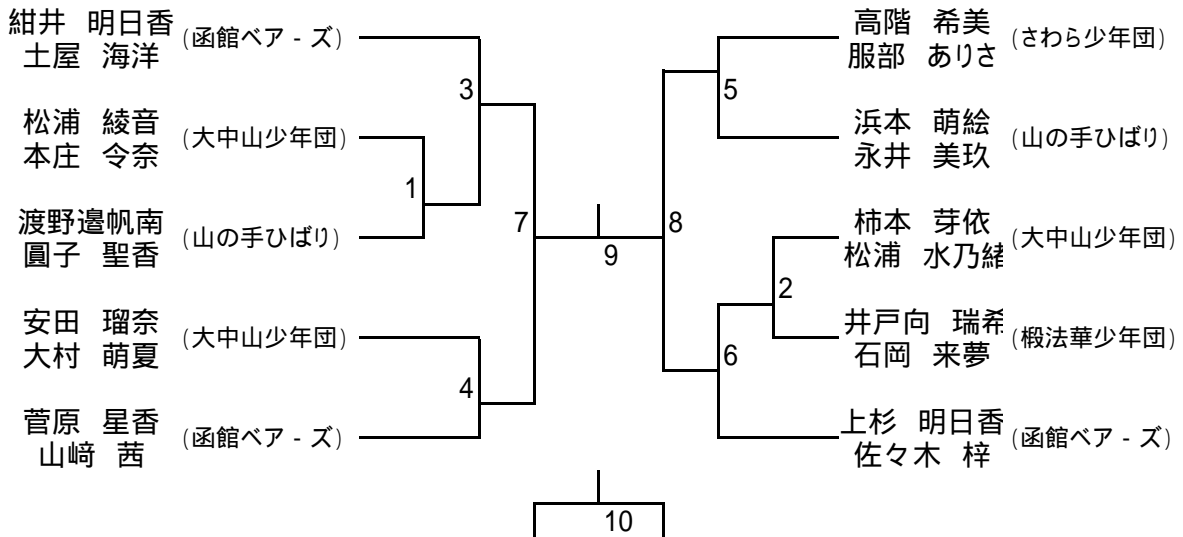 紺井 明日香
土屋 海洋
(函館ベア-ズ)
松浦 綾音
本庄 令奈
(大中山少年団)
渡野邉帆南
圓子 聖香
(山の手ひばり)
安田 瑠奈
大村 萌夏
(大中山少年団)
菅原 星香
山﨑 茜
(函館ベア-ズ)
3
1
7
4
9
10
8
5
2
6
高階 希美
服部 ありさ
(さわら少年団)
浜本 萌絵
永井 美玖
(山の手ひばり)
柿本 芽依
松浦 水乃緒
(大中山少年団)
井戸向 瑞希
石岡 来夢
(椴法華少年団)
上杉 明日香
佐々木 梓
(函館ベア-ズ)